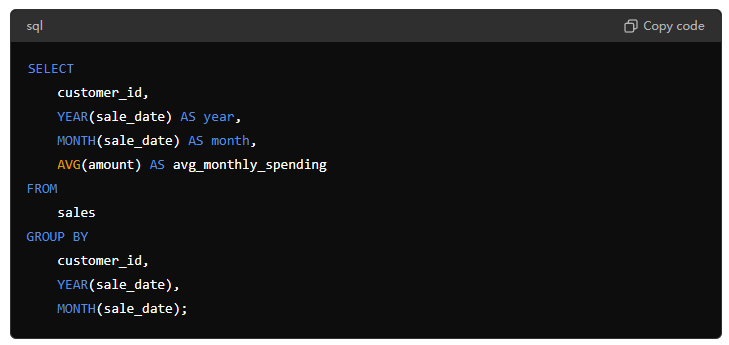 sql
Copy code
SELECT
customer_id,
YEAR(sale_date) AS year,
MONTH(sale_date) AS month,
AVG(amount) AS avg_monthly_spending
FROM
sales
GROUP BY
customer_id,
YEAR(sale_date),
MONTH(sale_date);